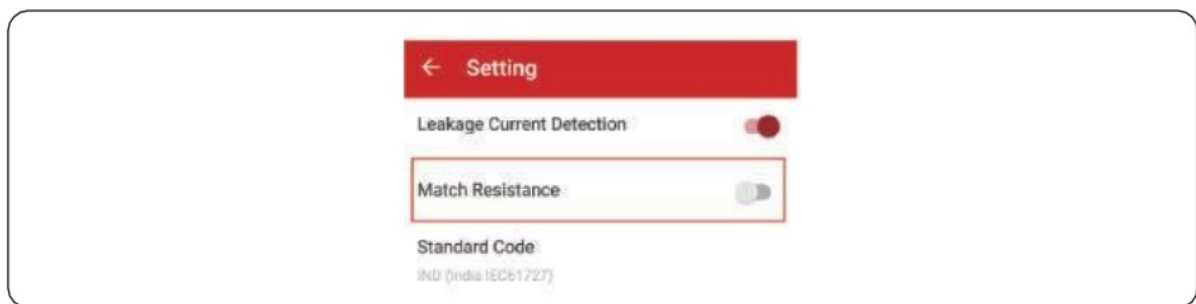 ← Setting
Leakage Current Detection
Match Resistance
Standard Code
IND (India IEC61727)